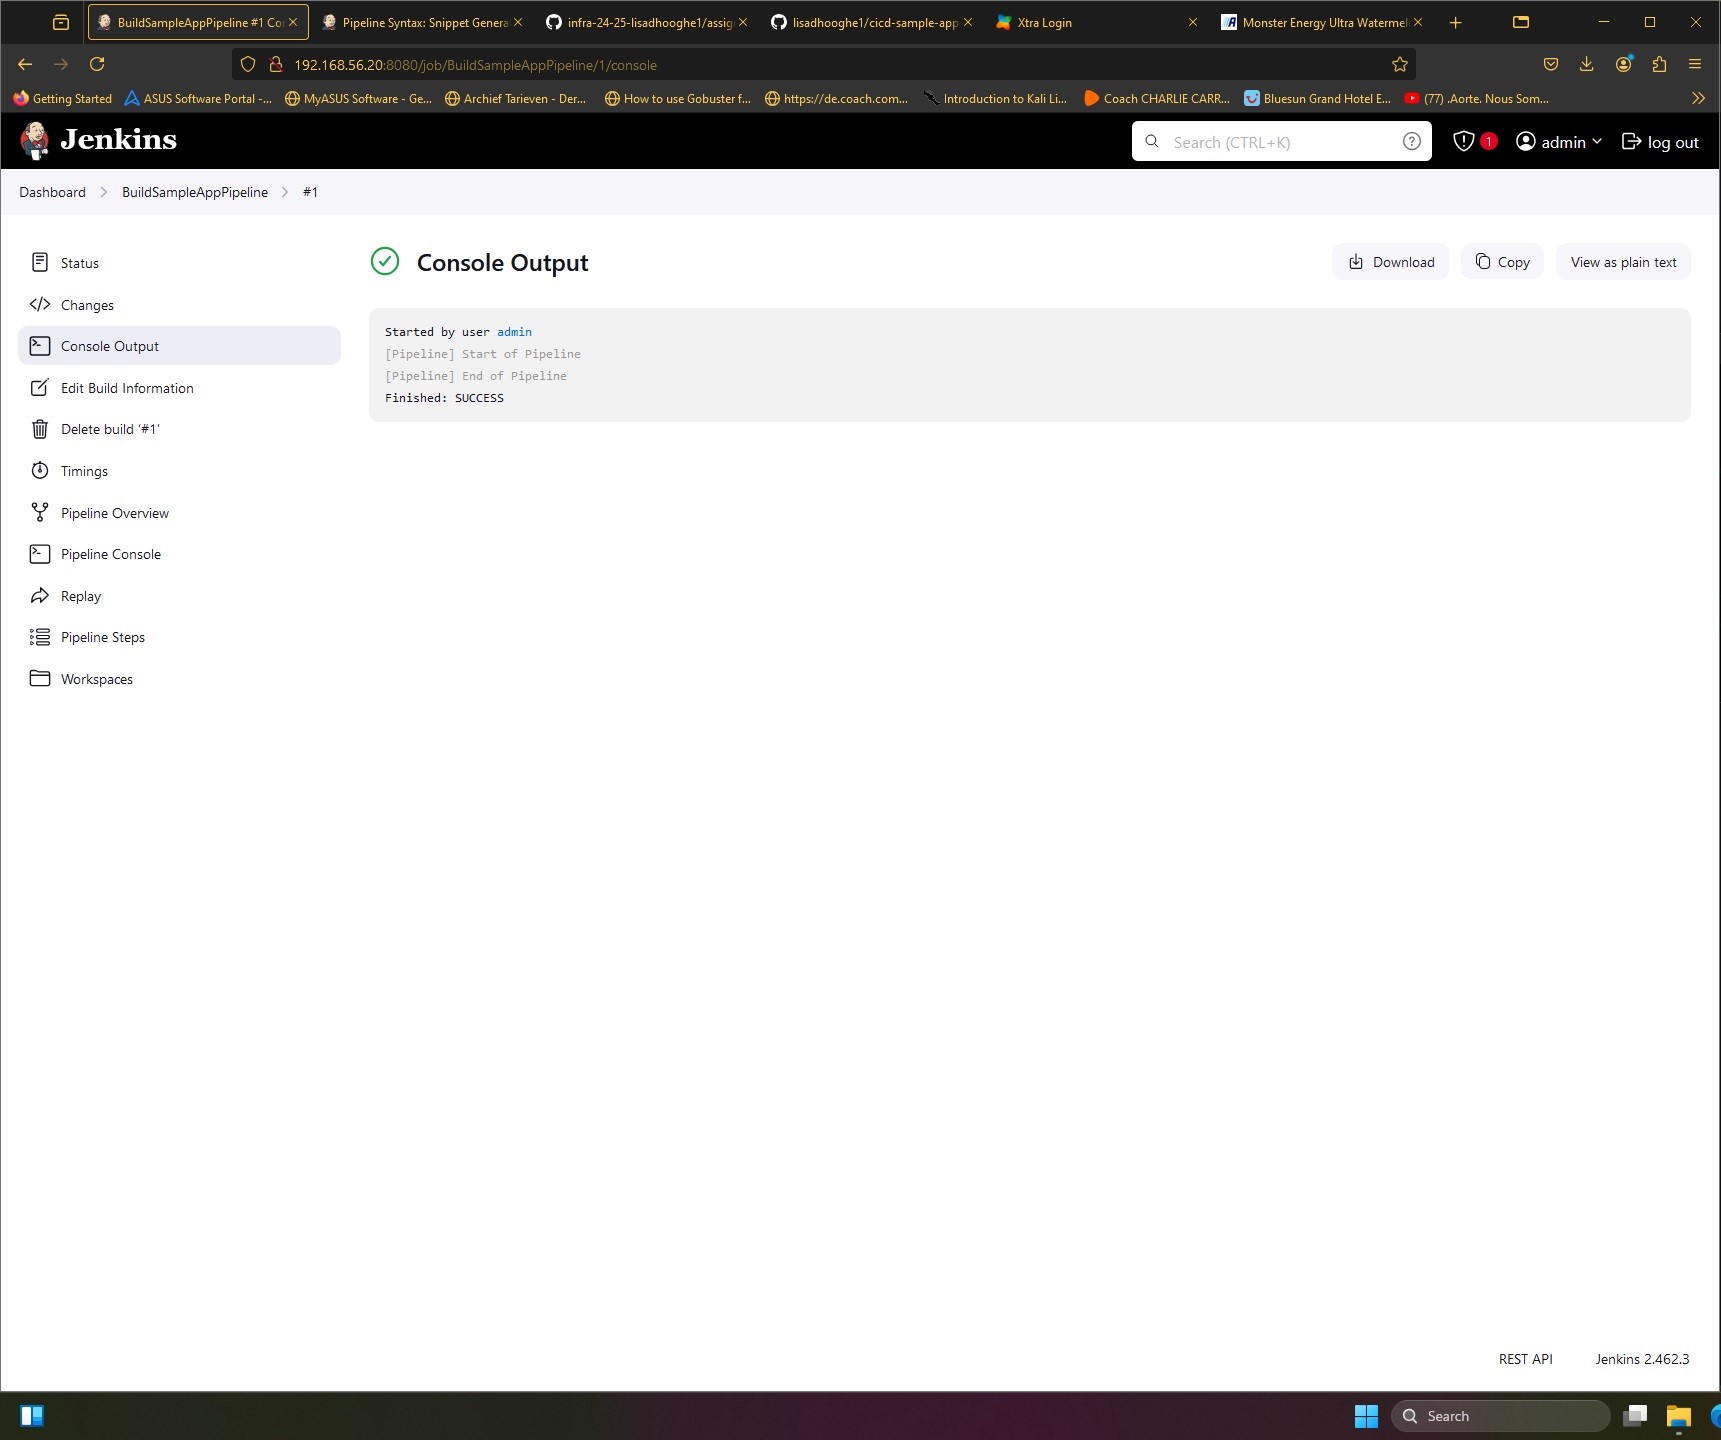 BuildSampleAppPipeline #1 Co
Pipeline Syntax: Snippet Genera
infra-24-25-lisadhooghe1/assig
lisadhooghe1/cicd-sample-app
Xtra Login
Monster Energy Ultra Watermel
192.168.56.20:8080/job/BuildSampleAppPipeline/1/console
Getting Started
ASUS Software Portal -...
MyASUS Software - Ge...
Archief Tarieven - Der...
How to use Gobuster f...
https://de.coach.com...
Introduction to Kali Li...
Coach CHARLIE CARR...
Bluesun Grand Hotel E...
(77) .Aorte. Nous Som...
Jenkins
Search (CTRL+K)
1
admin
log out
Dashboard
BuildSampleAppPipeline
#1
Status
Changes
Console Output
Edit Build Information
Delete build ‘#1’
Timings
Pipeline Overview
Pipeline Console
Replay
Pipeline Steps
Workspaces
Console Output
Download
Copy
View as plain text
Started by user admin
[Pipeline] Start of Pipeline
[Pipeline] End of Pipeline
Finished: SUCCESS
REST API
Jenkins 2.462.3
Search